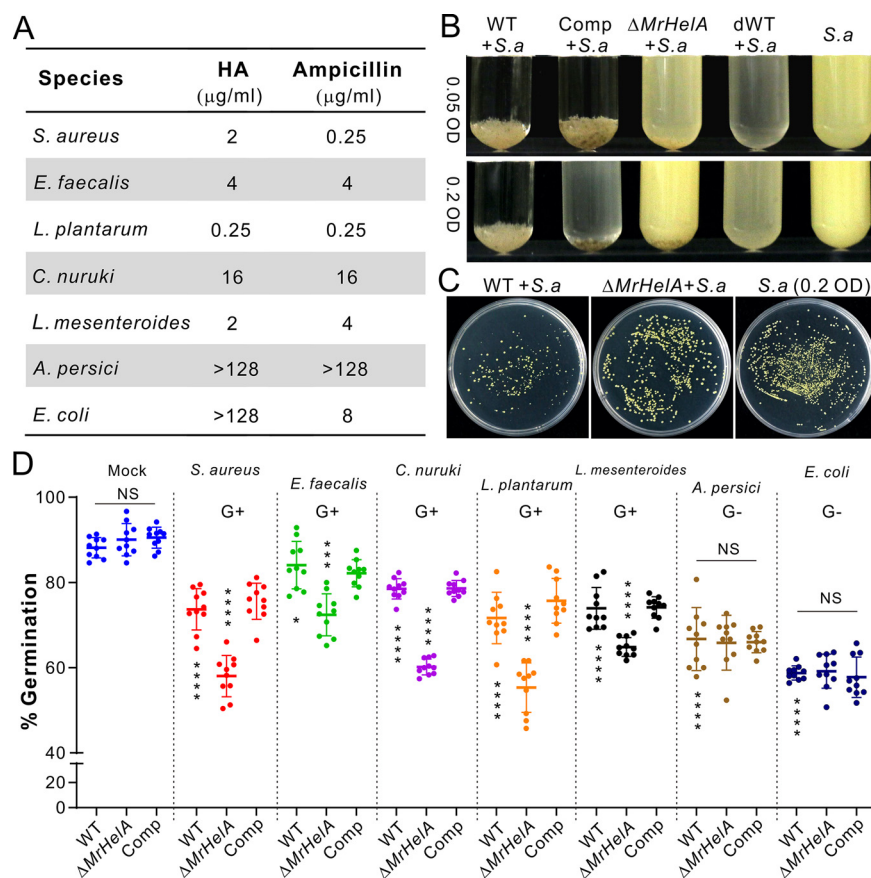 A
Species HA Ampicillin
(μg/ml) (μg/ml)
S. aureus 2 0.25
E. faecalis 4 4
L. plantarum 0.25 0.25
C. nuruki 16 16
L. mesenteroides 2 4
A. persici >128 >128
E. coli >128 8
B
WT Comp ΔMrHelA dWT S.a
+S.a +S.a +S.a +S.a
0.05 OD
0.2 OD
C
WT +S.a ΔMrHelA+S.a S.a (0.2 OD)
D
Mock S. aureus E. faecalis C. nuruki L. plantarum L. mesenteroides A. persici E. coli
NS G+ G+ G+ G+ G+ G- G-
NS NS
**** *** **** **** ****
**** * **** **** **** **** ****
% Germination
100
80
60
40
0
WT ΔMrHelA Comp WT ΔMrHelA Comp WT ΔMrHelA Comp WT ΔMrHelA Comp WT ΔMrHelA Comp WT ΔMrHelA Comp WT ΔMrHelA Comp WT ΔMrHelA Comp